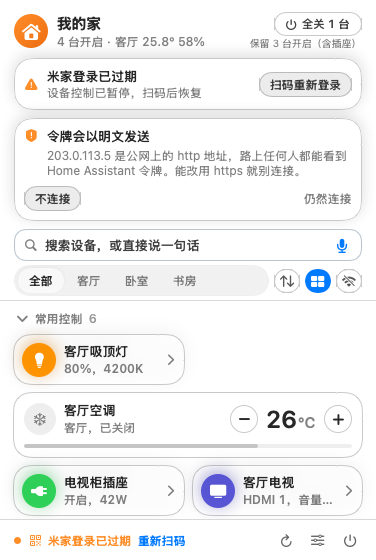 我的家
全关 1 台
4 台开启 · 客厅 25.8° 58%
保留 3 台开启（含插座）
米家登录已过期
设备控制已暂停，扫码后恢复
扫码重新登录
令牌会以明文发送
203.0.113.5 是公网上的 http 地址，路上任何人都能看到
Home Assistant 令牌。能改用 https 就别连接。
不连接
仍然连接
搜索设备，或直接说一句话
全部 客厅 卧室 书房
常用控制 6
客厅吸顶灯
80%，4200K
客厅空调
客厅，已关闭
26°C
电视柜插座
开启，42W
客厅电视
HDMI 1，音量…
米家登录已过期 重新扫码